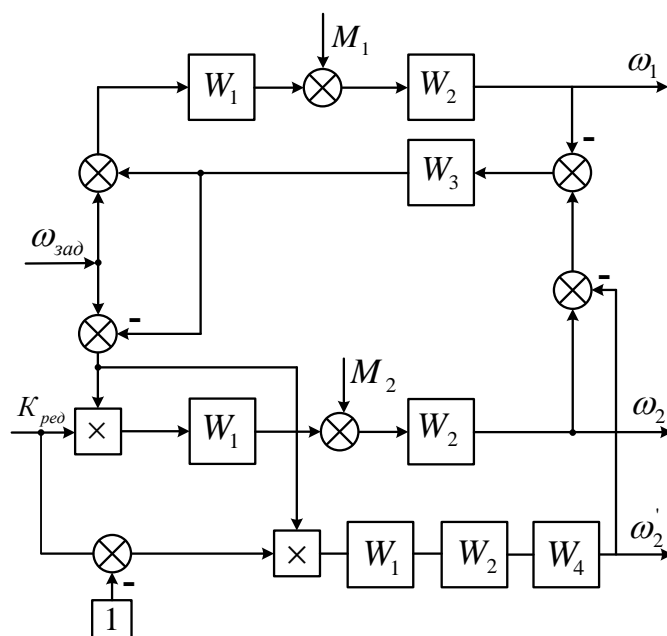 M₁
W₁
W₂
ω₁
-
W₃
ωзад
-
-
M₂
Kред
×
W₁
W₂
ω₂
×
W₁
W₂
W₄
ω₂'
-
1